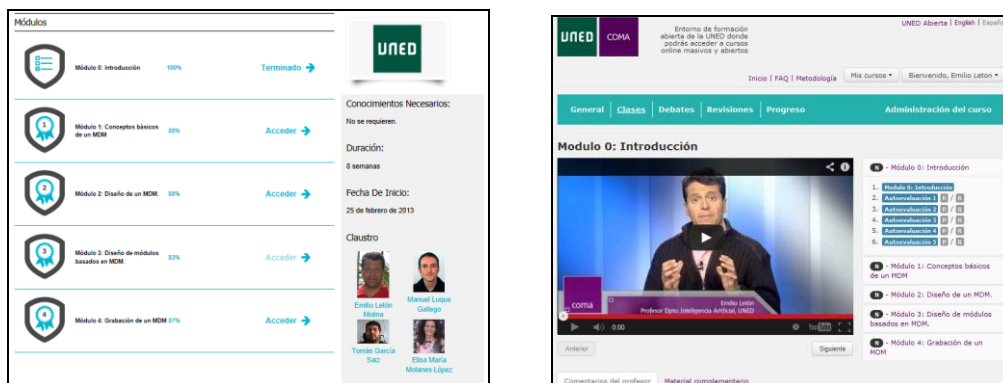 Módulos
Módulo 0: Introducción 100% Terminado
Módulo 1: Conceptos básicos
de un MDM
Acceder
Módulo 2: Diseño de un MDM. Acceder
Módulo 3: Diseño de módulos
basados en MDM.
83% Acceder
Módulo 4: Grabación de un MDM 87% Acceder
UNED
Conocimientos Necesarios:
No se requieren.
Duración:
8 semanas
Fecha De Inicio:
25 de febrero de 2013
Claustro
Emilio Letón
Molina
Manuel Luque
Gallego
Tomás García
Saiz
Elisa María
Molanes López
UNED COMA
Entorno de formación
abierta de la UNED donde
podrás acceder a cursos
online masivos y abiertos
UNED Abierta | English | Españo
Inicio | FAQ | Metodología Mis cursos Bienvenido, Emilio Leton
General Clases Debates Revisiones Progreso Administración del curso
Modulo 0: Introducción
coma
Emilio Letón
Profesor Dpto. Inteligencia Artificial, UNED
0:00 YouTube
Anterior Siguiente
N - Módulo 0: Introducción
1. Modulo 0: Introducción
2. Autoevaluación 1 P / R
3. Autoevaluación 2 P / R
4. Autoevaluación 3 P / R
5. Autoevaluación 4 P / R
6. Autoevaluación 5 P / R
N - Módulo 1: Conceptos básicos
de un MDM
N - Módulo 2: Diseño de un MDM.
N - Módulo 3: Diseño de módulos
basados en MDM.
N - Módulo 4: Grabación de un
MDM
Comentarios del profesor Material complementario